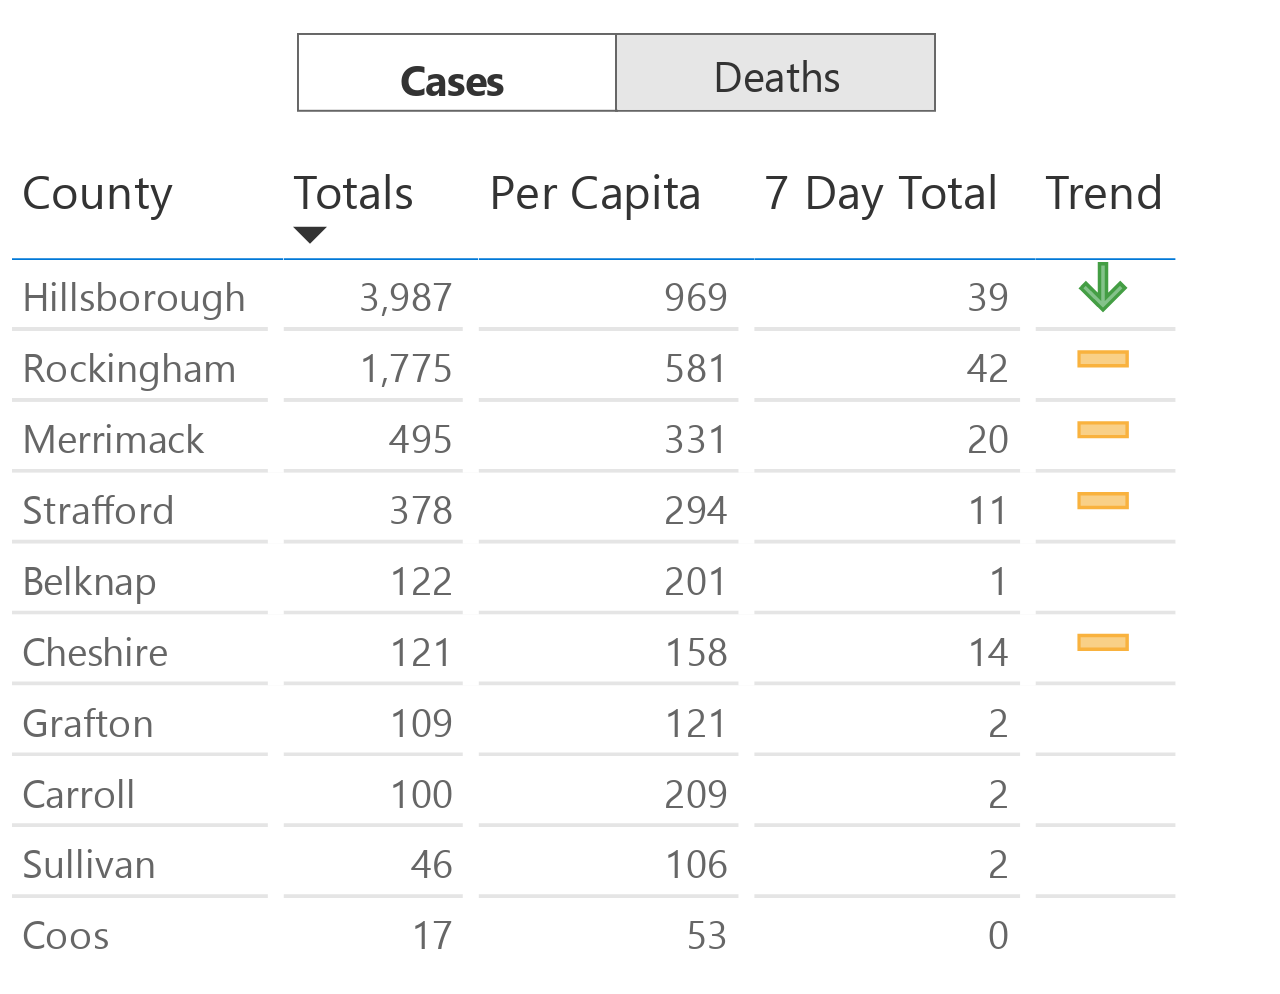 Cases Deaths
County Totals Per Capita 7 Day Total Trend
Hillsborough 3,987 969 39
Rockingham 1,775 581 42
Merrimack 495 331 20
Strafford 378 294 11
Belknap 122 201 1
Cheshire 121 158 14
Grafton 109 121 2
Carroll 100 209 2
Sullivan 46 106 2
Coos 17 53 0